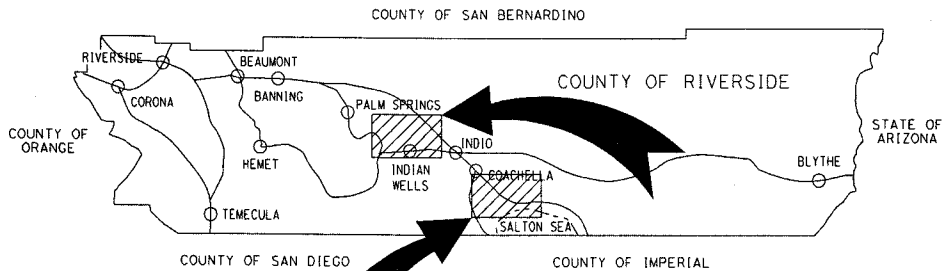 COUNTY OF SAN BERNARDINO
RIVERSIDE
BEAUMONT
COUNTY OF RIVERSIDE
CORONA
BANNING
PALM SPRINGS
COUNTY OF
ORANGE
STATE OF
ARIZONA
HEMET
INDIO
BLYTHE
INDIAN
WELLS
COACHELLA
TEMECULA
SALTON SEA
COUNTY OF SAN DIEGO
COUNTY OF IMPERIAL